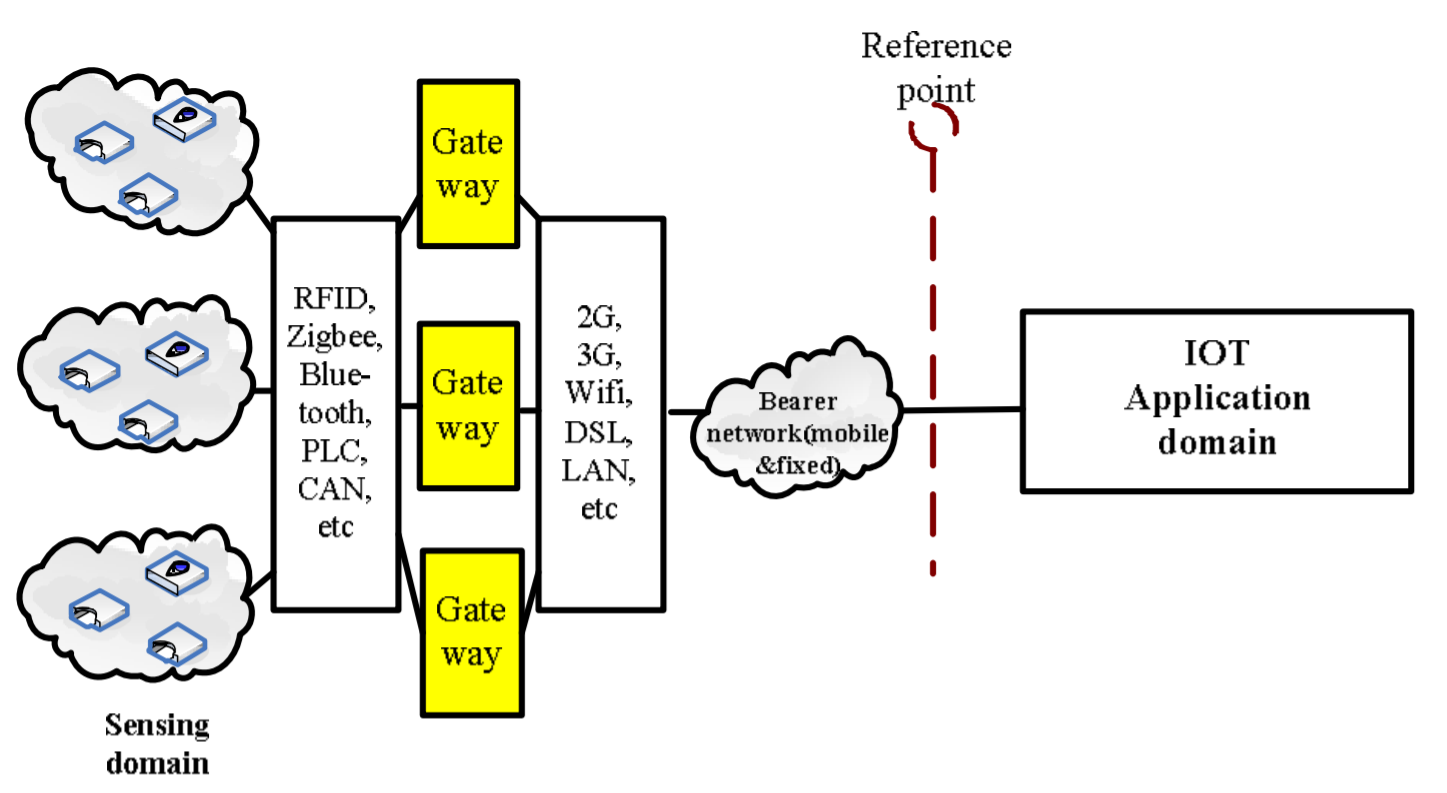 Reference
point
Gate
way
RFID,
Zigbee,
Blue-
tooth,
PLC,
CAN,
etc
Gate
way
2G,
3G,
Wifi,
DSL,
LAN,
etc
Bearer
network(mobile
&fixed)
IOT
Application
domain
Gate
way
Sensing
domain